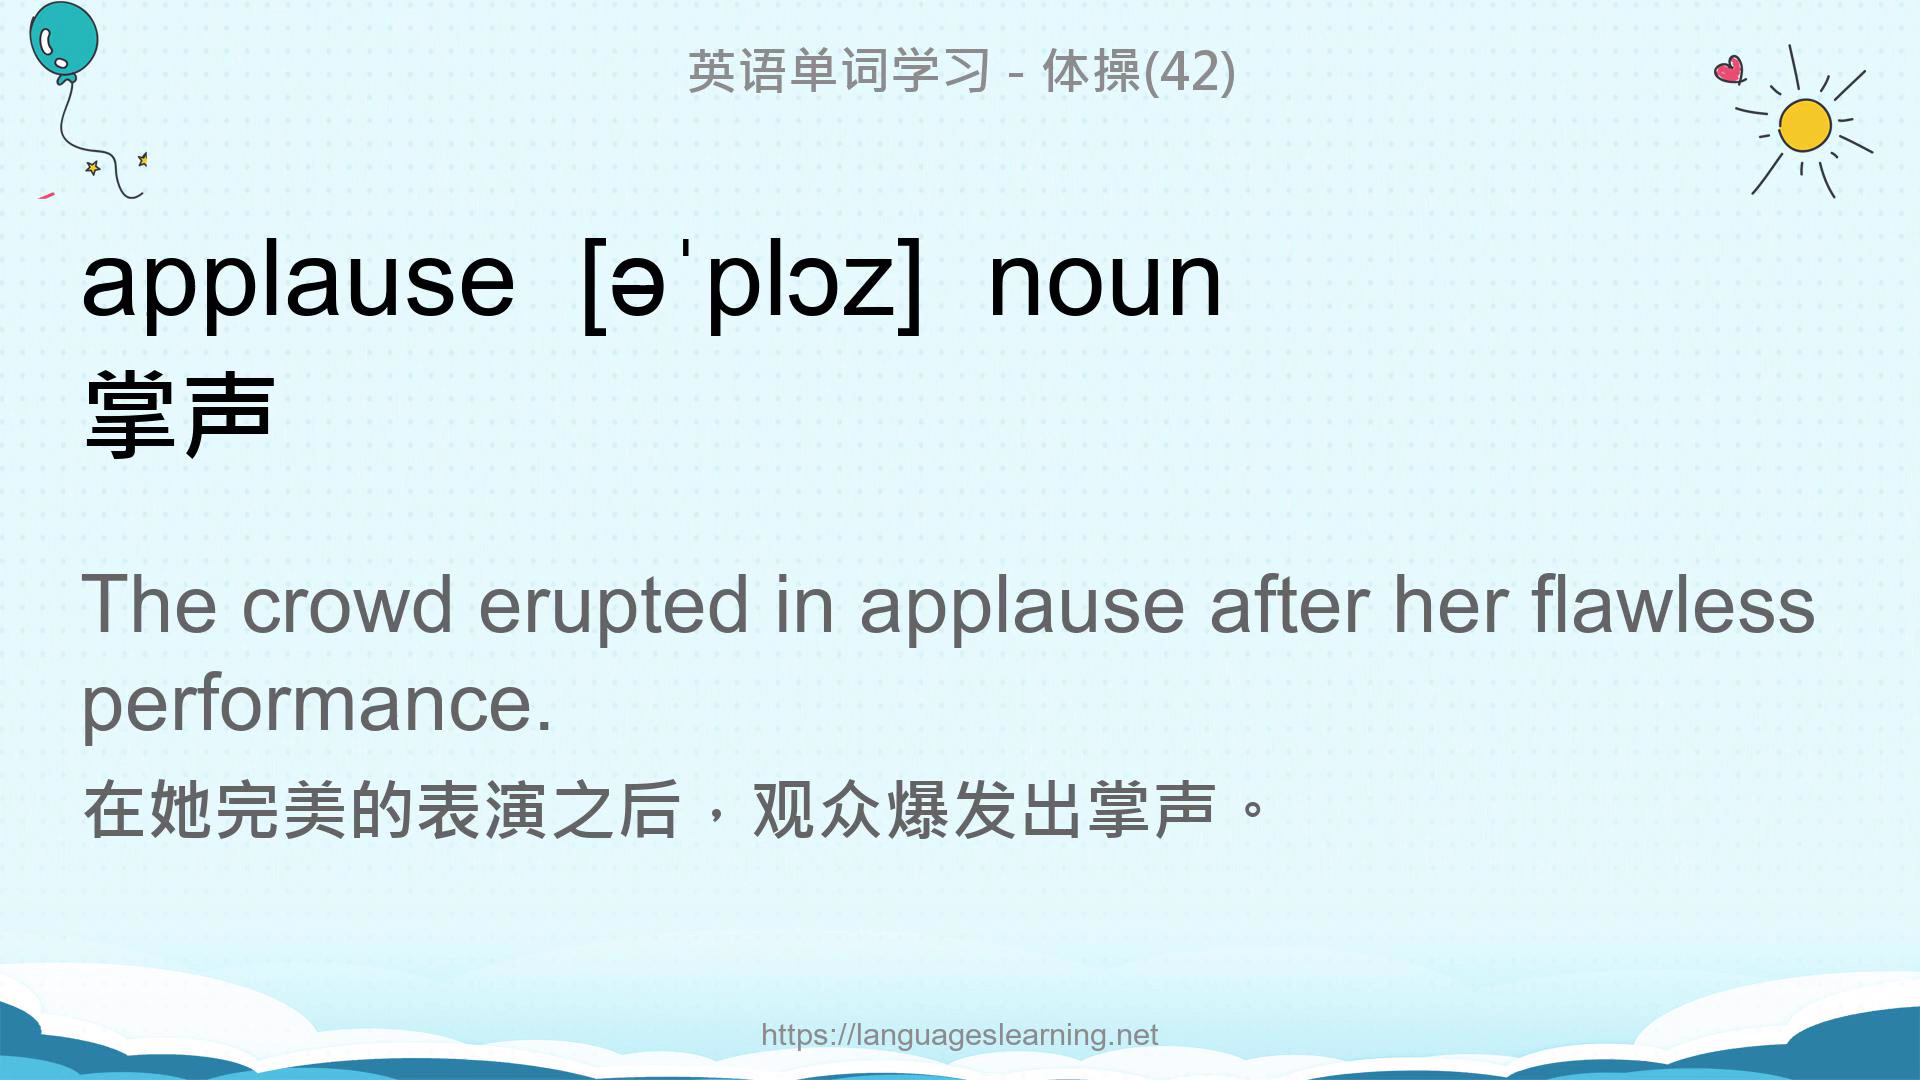 英语单词学习 - 体操(42)
applause [əˈplɔz] noun
掌声
The crowd erupted in applause after her flawless
performance.
在她完美的表演之后，观众爆发出掌声。
https://languageslearning.net